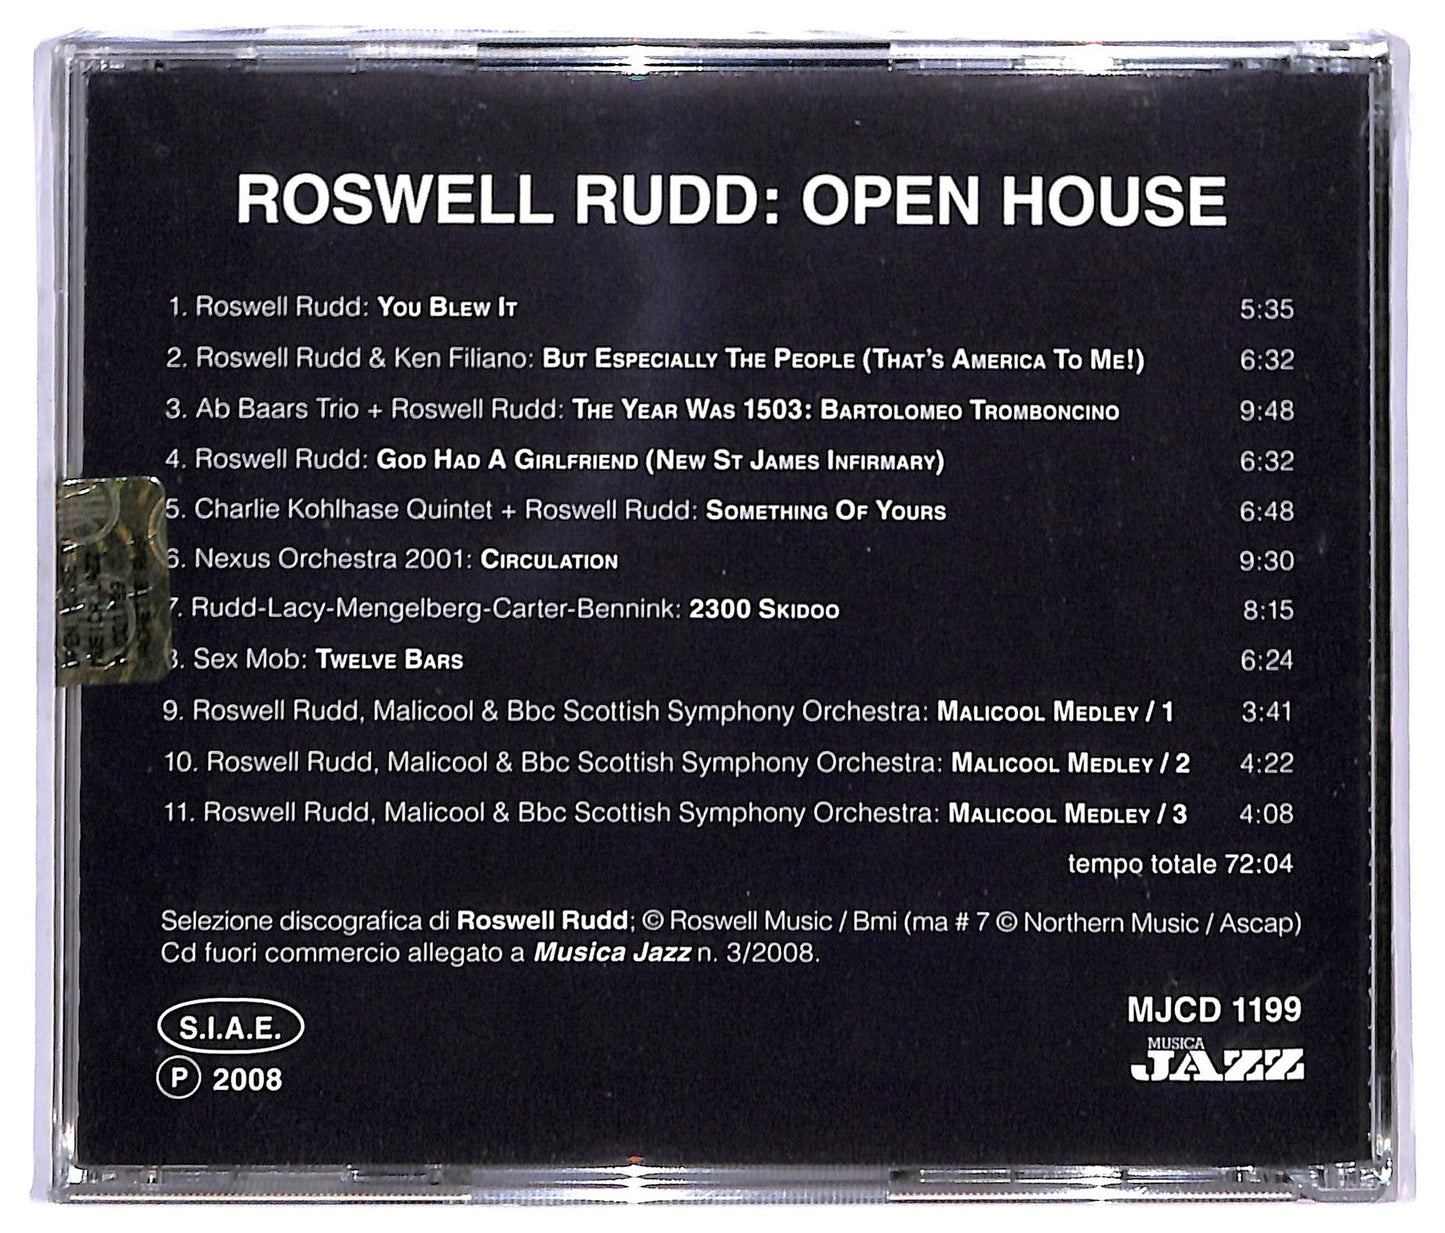 ROSWELL RUDD: OPEN HOUSE
1. Roswell Rudd: YOU BLEW IT 5:35
2. Roswell Rudd & Ken Filiano: BUT ESPECIALLY THE PEOPLE (THAT'S AMERICA TO ME!) 6:32
3. Ab Baars Trio + Roswell Rudd: THE YEAR WAS 1503: BARTOLOMEO TROMBONCINO 9:48
4. Roswell Rudd: GOD HAD A GIRLFRIEND (NEW ST JAMES INFIRMARY) 6:32
5. Charlie Kohlhase Quintet + Roswell Rudd: SOMETHING OF YOURS 6:48
6. Nexus Orchestra 2001: CIRCULATION 9:30
7. Rudd-Lacy-Mengelberg-Carter-Bennink: 2300 SKIDOO 8:15
8. Sex Mob: TWELVE BARS 6:24
9. Roswell Rudd, Malicool & Bbc Scottish Symphony Orchestra: MALICOOL MEDLEY / 1 3:41
10. Roswell Rudd, Malicool & Bbc Scottish Symphony Orchestra: MALICOOL MEDLEY / 2 4:22
11. Roswell Rudd, Malicool & Bbc Scottish Symphony Orchestra: MALICOOL MEDLEY / 3 4:08
tempo totale 72:04
Selezione discografica di Roswell Rudd; © Roswell Music / Bmi (ma # 7 © Northern Music / Ascap)
Cd fuori commercio allegato a Musica Jazz n. 3/2008.
S.I.A.E.
℗ 2008
MJCD 1199
MUSICA
JAZZ